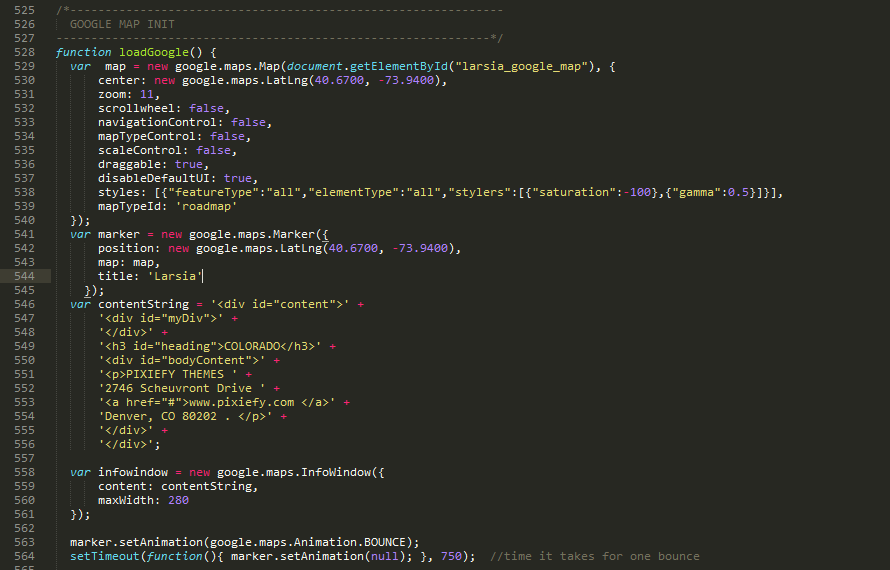 525 /*--------------------------------------------------------------
526   GOOGLE MAP INIT
527 --------------------------------------------------------------*/
528 function loadGoogle() {
529   var  map = new google.maps.Map(document.getElementById("larsia_google_map"), {
530       center: new google.maps.LatLng(40.6700, -73.9400),
531       zoom: 11,
532       scrollwheel: false,
533       navigationControl: false,
534       mapTypeControl: false,
535       scaleControl: false,
536       draggable: true,
537       disableDefaultUI: true,
538       styles: [{"featureType":"all","elementType":"all","stylers":[{"saturation":-100},{"gamma":0.5}]}],
539       mapTypeId: 'roadmap'
540   });
541   var marker = new google.maps.Marker({
542       position: new google.maps.LatLng(40.6700, -73.9400),
543       map: map,
544       title: 'Larsia'
545     });
546   var contentString = '<div id="content">' +
547       '<div id="myDiv">' +
548       '</div>' +
549       '<h3 id="heading">COLORADO</h3>' +
550       '<div id="bodyContent">' +
551       '<p>PIXIEFY THEMES ' +
552       '2746 Scheuvront Drive ' +
553       '<a href="#">www.pixiefy.com </a>' +
554       'Denver, CO 80202 . </p>' +
555       '</div>' +
556       '</div>';
557
558   var infowindow = new google.maps.InfoWindow({
559       content: contentString,
560       maxWidth: 280
561   });
562
563   marker.setAnimation(google.maps.Animation.BOUNCE);
564   setTimeout(function(){ marker.setAnimation(null); }, 750);  //time it takes for one bounce